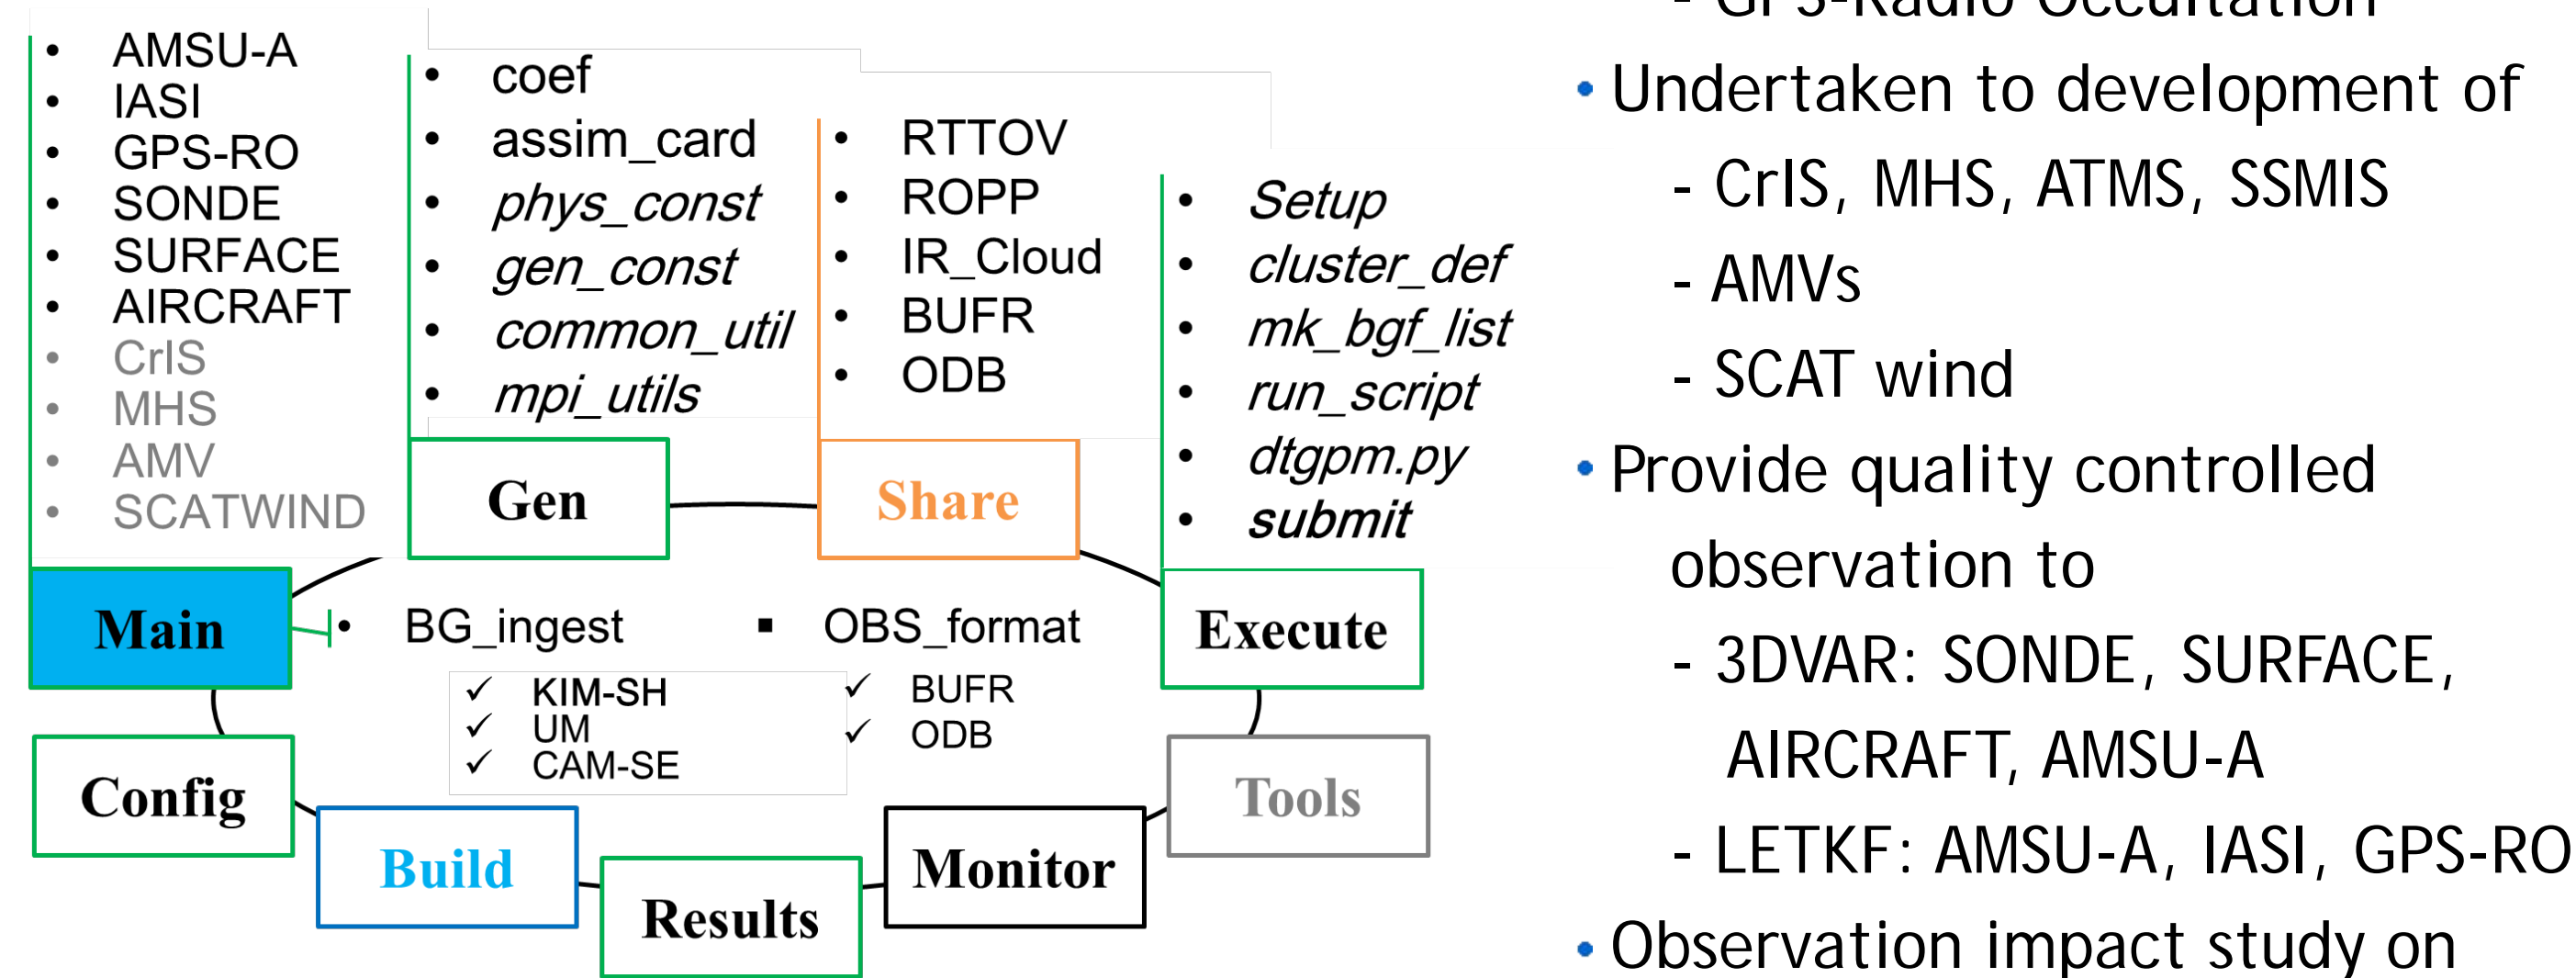 • AMSU-A
• IASI
• GPS-RO
• SONDE
• SURFACE
• AIRCRAFT
• CrIS
• MHS
• AMV
• SCATWIND
• coef
• assim_card
• phys_const
• gen_const
• common_util
• mpi_utils
• RTTOV
• ROPP
• IR_Cloud
• BUFR
• ODB
• Setup
• cluster_def
• mk_bgf_list
• run_script
• dtgpm.py
• submit
Gen
Share
Main
Execute
• BG_ingest
✓ KIM-SH
✓ UM
✓ CAM-SE
▪ OBS_format
✓ BUFR
✓ ODB
Config
Build
Results
Monitor
Tools
- GPS-Radio Occultation
• Undertaken to development of
- CrIS, MHS, ATMS, SSMIS
- AMVs
- SCAT wind
• Provide quality controlled
observation to
- 3DVAR: SONDE, SURFACE,
AIRCRAFT, AMSU-A
- LETKF: AMSU-A, IASI, GPS-RO
• Observation impact study on